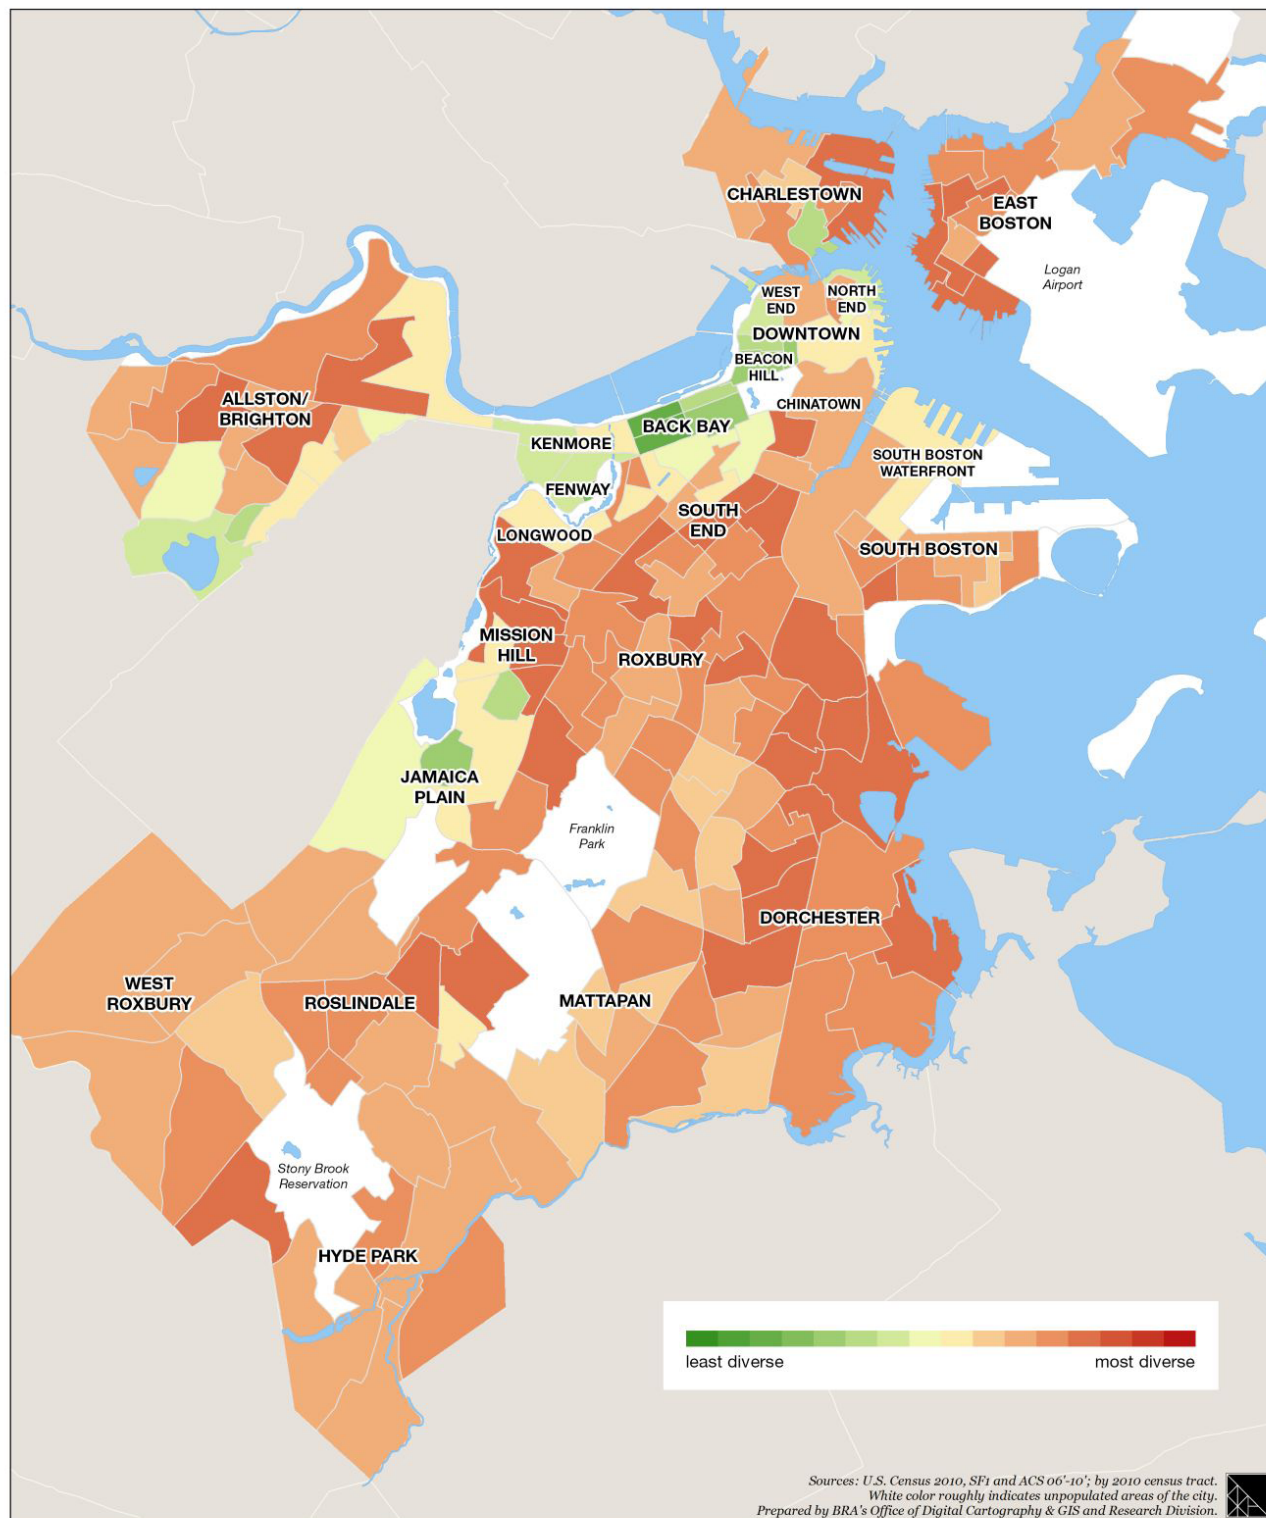 CHARLESTOWN
EAST
BOSTON
Logan
Airport
WEST
END
NORTH
END
DOWNTOWN
BEACON
HILL
CHINATOWN
ALLSTON/
BRIGHTON
BACK BAY
KENMORE
SOUTH BOSTON
WATERFRONT
FENWAY
SOUTH
END
LONGWOOD
SOUTH BOSTON
MISSION
HILL
ROXBURY
JAMAICA
PLAIN
Franklin
Park
DORCHESTER
WEST
ROXBURY
ROSLINDALE
MATTAPAN
Stony Brook
Reservation
HYDE PARK
least diverse
most diverse
Sources: U.S. Census 2010, SF1 and ACS 06'-10'; by 2010 census tract.
White color roughly indicates unpopulated areas of the city.
Prepared by BRA's Office of Digital Cartography & GIS and Research Division.